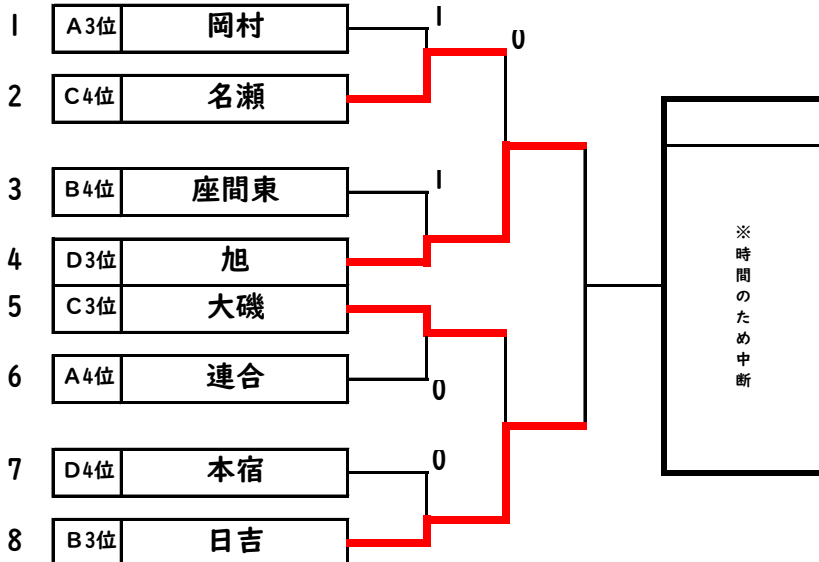 1 A3位 岡村 1
0
2 C4位 名瀬
3 B4位 座間東 1
4 D3位 旭
5 C3位 大磯
6 A4位 連合 0
7 D4位 本宿 0
8 B3位 日吉
※時間のため中断